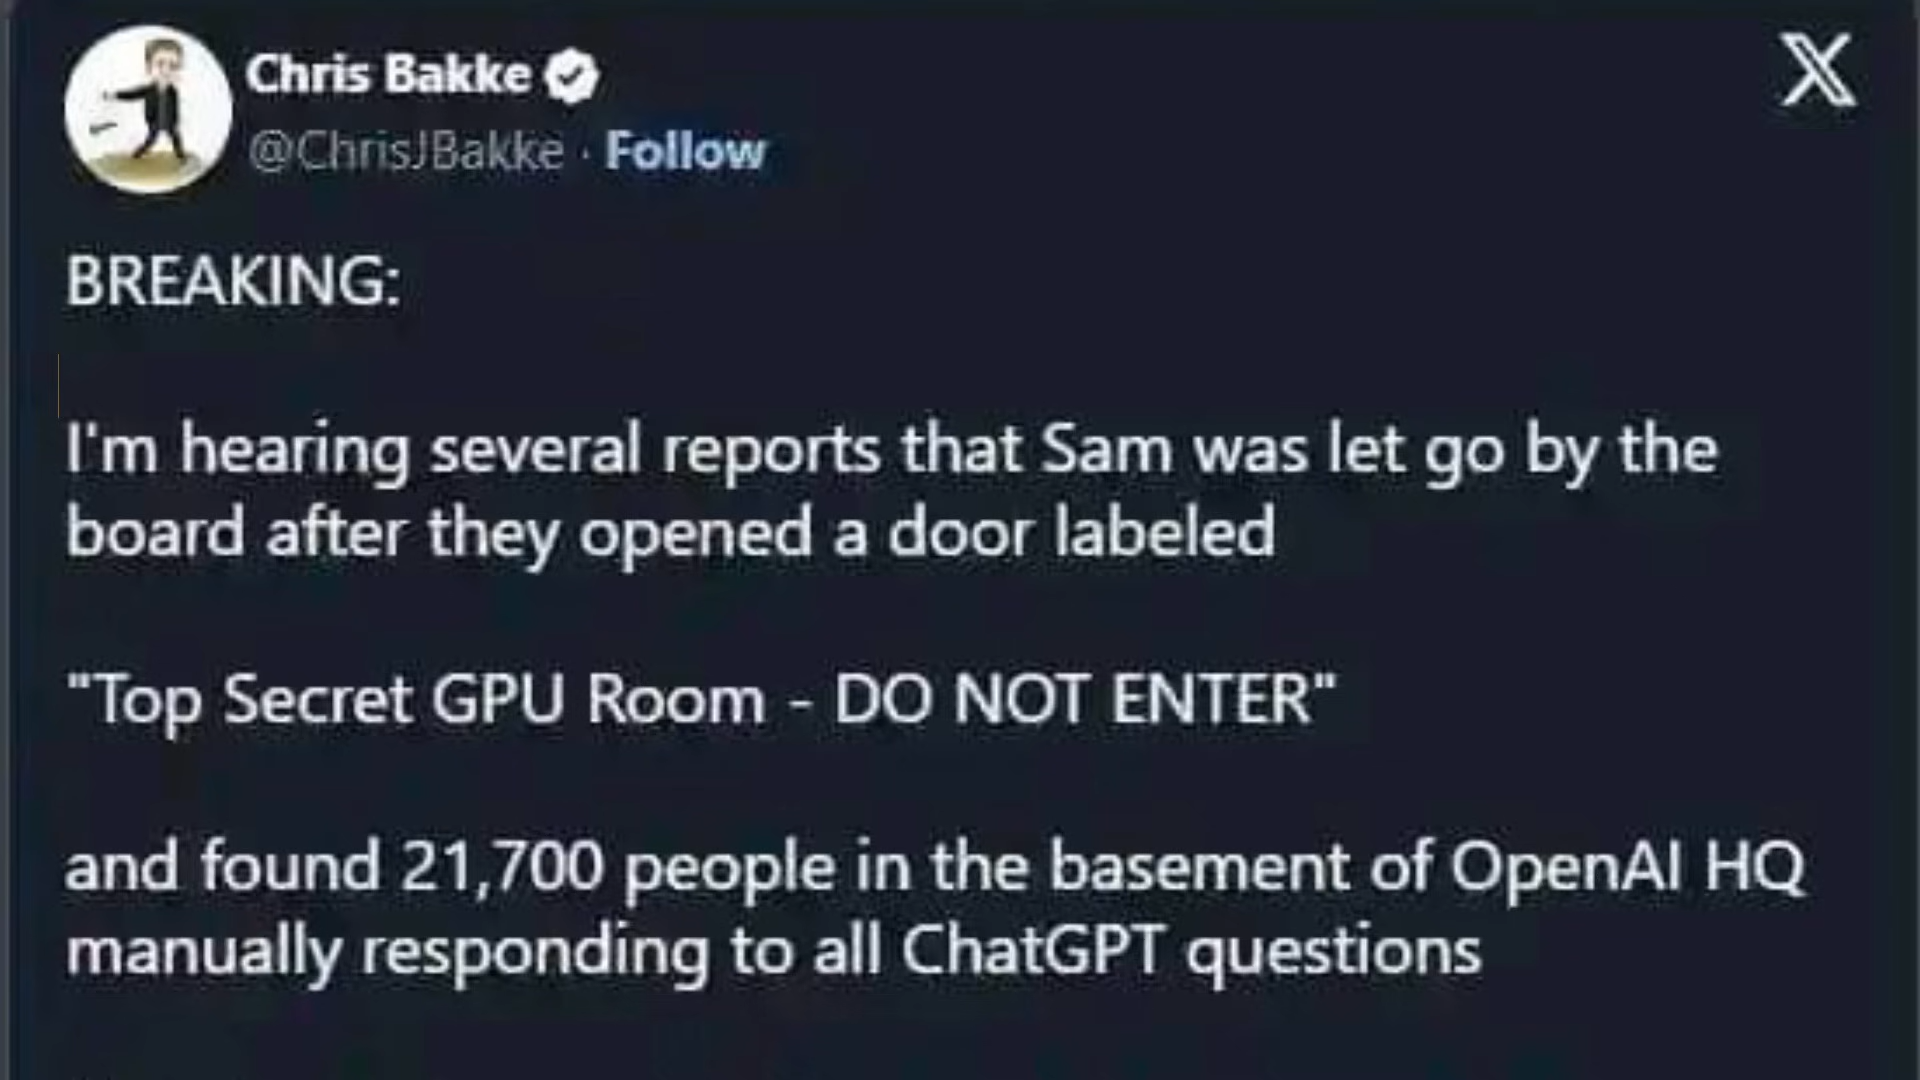 Chris Bakke
@ChrisJBakke · Follow
BREAKING:
I'm hearing several reports that Sam was let go by the
board after they opened a door labeled
"Top Secret GPU Room - DO NOT ENTER"
and found 21,700 people in the basement of OpenAI HQ
manually responding to all ChatGPT questions